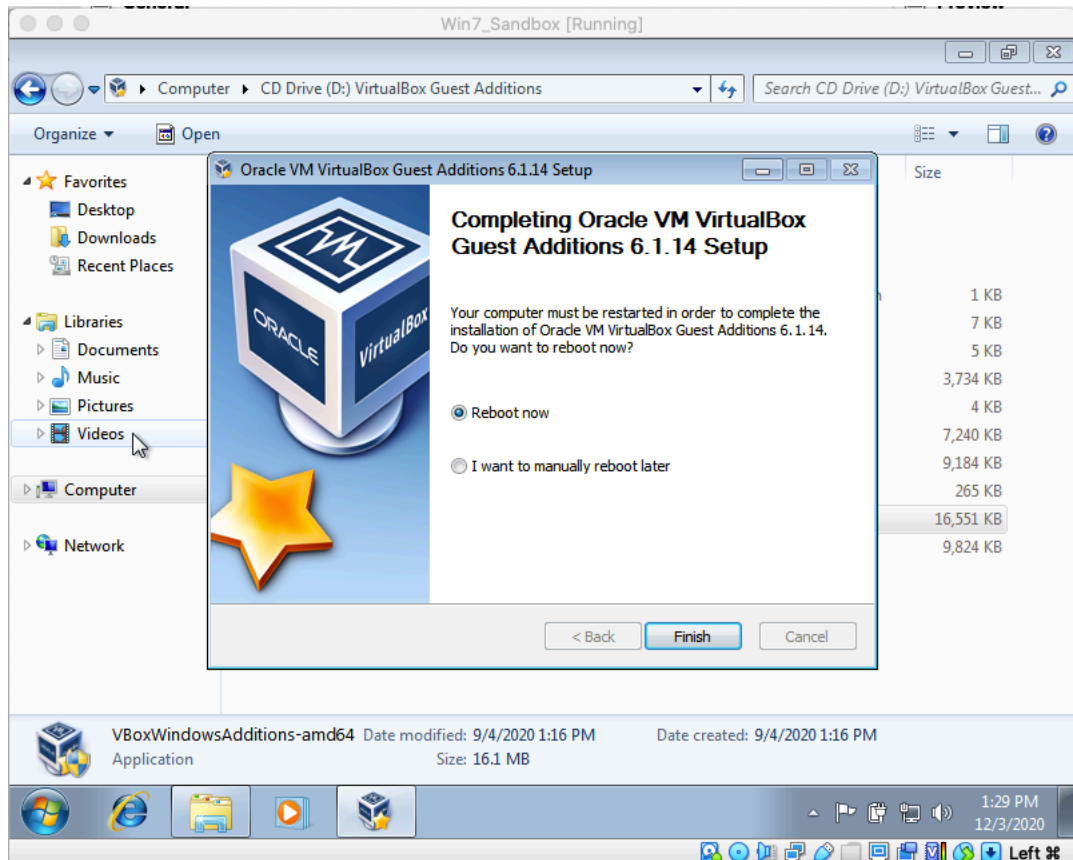 Win7_Sandbox [Running]
Computer CD Drive (D:) VirtualBox Guest Additions
Search CD Drive (D:) VirtualBox Guest...
Organize Open
Favorites
Desktop
Downloads
Recent Places
Libraries
Documents
Music
Pictures
Videos
Computer
Network
Size
1 KB
7 KB
5 KB
3,734 KB
4 KB
7,240 KB
9,184 KB
265 KB
16,551 KB
9,824 KB
Oracle VM VirtualBox Guest Additions 6.1.14 Setup
ORACLE
VirtualBox
Completing Oracle VM VirtualBox
Guest Additions 6.1.14 Setup
Your computer must be restarted in order to complete the
installation of Oracle VM VirtualBox Guest Additions 6.1.14.
Do you want to reboot now?
Reboot now
I want to manually reboot later
< Back Finish Cancel
VBoxWindowsAdditions-amd64 Date modified: 9/4/2020 1:16 PM Date created: 9/4/2020 1:16 PM
Application Size: 16.1 MB
1:29 PM
12/3/2020
Left ⌘